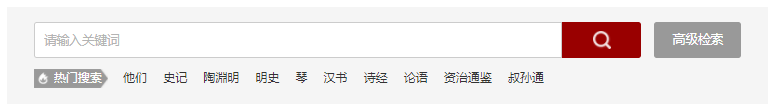 请输入关键词 高级检索
热门搜索 他们 史记 陶淵明 明史 琴 汉书 诗经 论语 资治通鉴 叔孙通